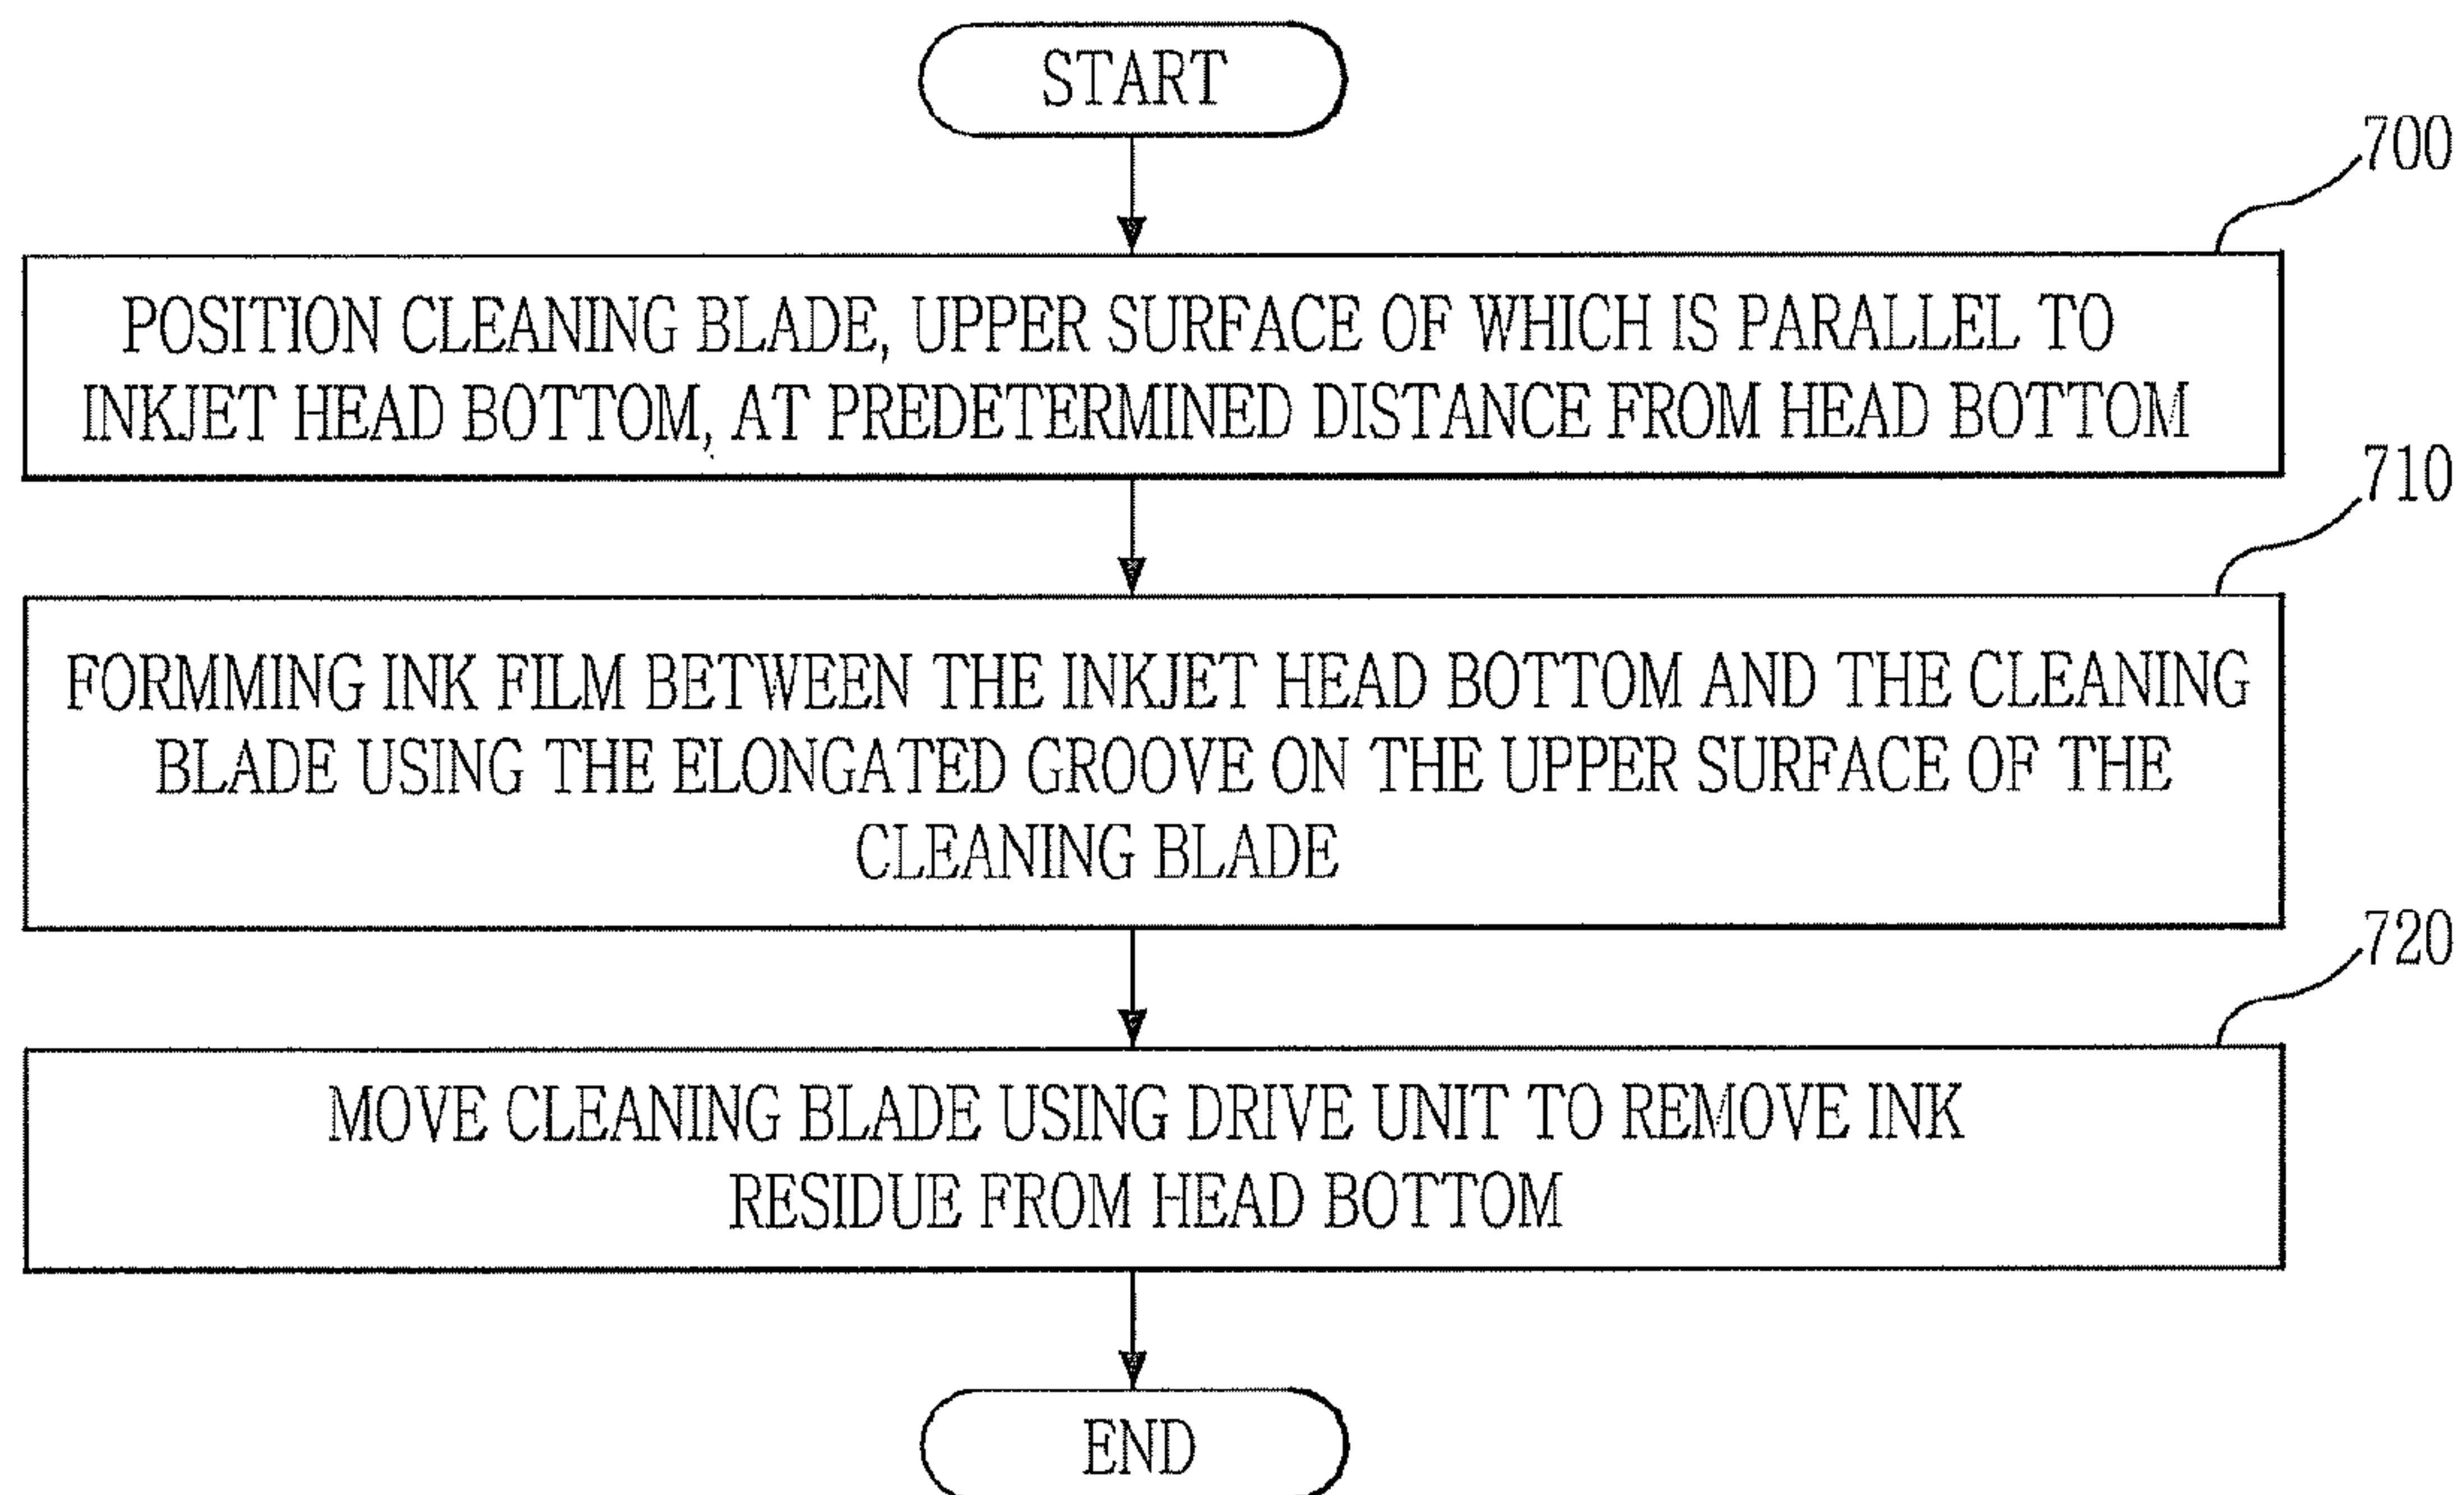 START
700
POSITION CLEANING BLADE, UPPER SURFACE OF WHICH IS PARALLEL TO
INKJET HEAD BOTTOM, AT PREDETERMINED DISTANCE FROM HEAD BOTTOM
710
FORMMING INK FILM BETWEEN THE INKJET HEAD BOTTOM AND THE CLEANING
BLADE USING THE ELONGATED GROOVE ON THE UPPER SURFACE OF THE
CLEANING BLADE
720
MOVE CLEANING BLADE USING DRIVE UNIT TO REMOVE INK
RESIDUE FROM HEAD BOTTOM
END